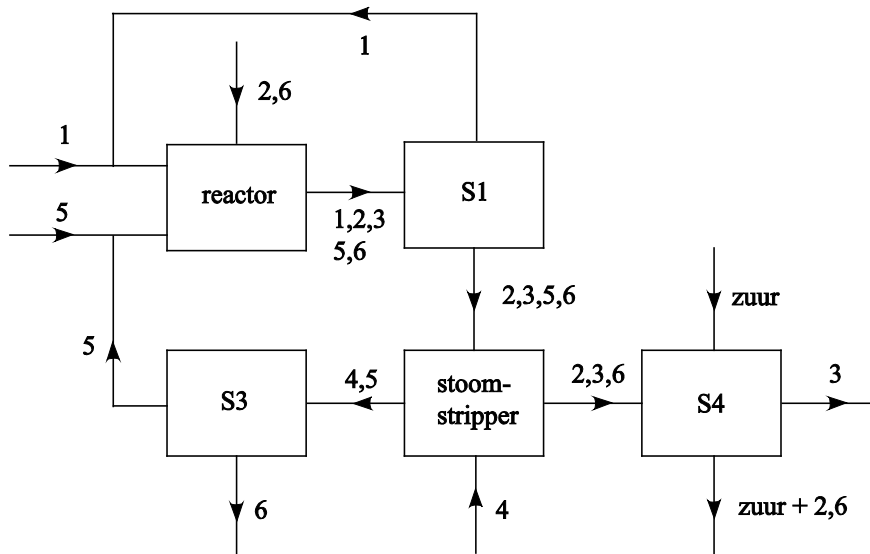 1
2,6
1
5
reactor
1,2,3
5,6
S1
2,3,5,6
zuur
5
S3
4,5
stoom-
stripper
2,3,6
S4
3
6
4
zuur + 2,6